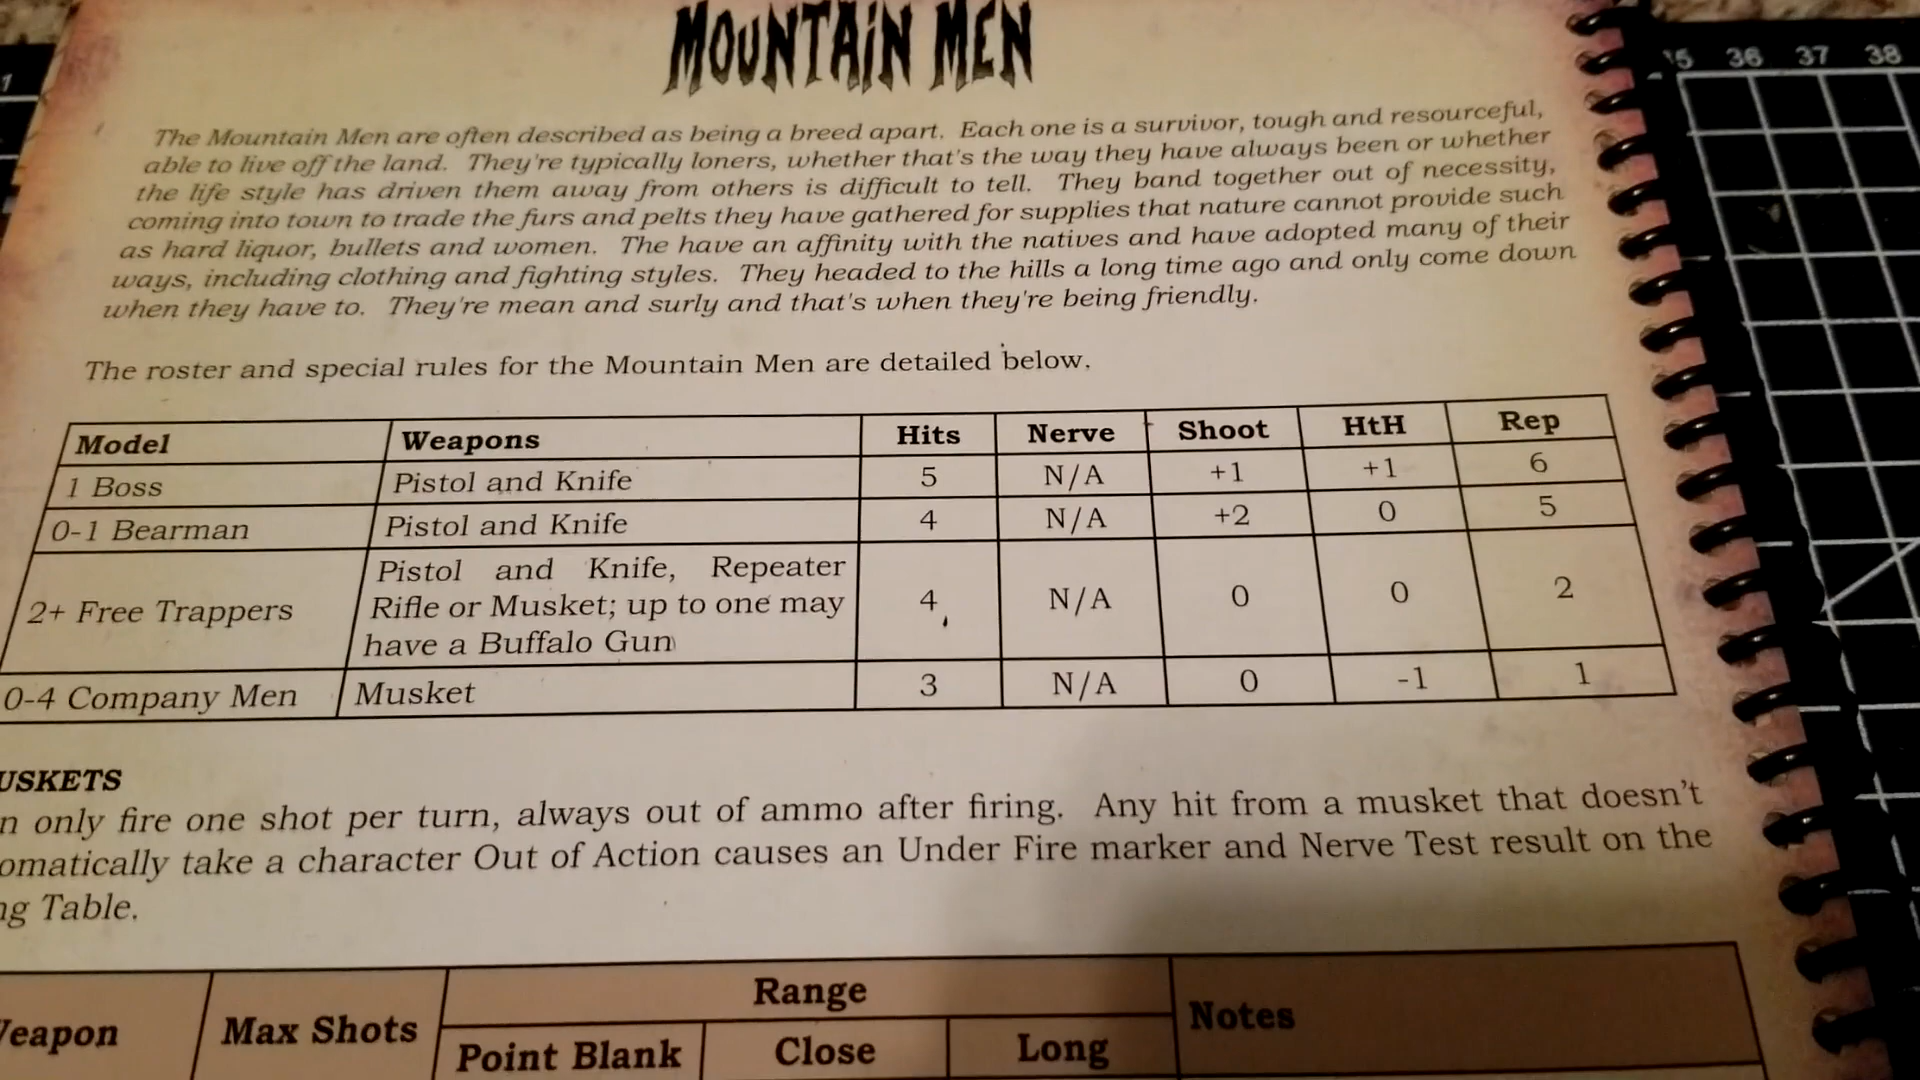 MOUNTAIN MEN
The Mountain Men are often described as being a breed apart. Each one is a survivor, tough and resourceful,
able to live off the land. They're typically loners, whether that's the way they have always been or whether
the life style has driven them away from others is difficult to tell. They band together out of necessity,
coming into town to trade the furs and pelts they have gathered for supplies that nature cannot provide such
as hard liquor, bullets and women. The have an affinity with the natives and have adopted many of their
ways, including clothing and fighting styles. They headed to the hills a long time ago and only come down
when they have to. They're mean and surly and that's when they're being friendly.
The roster and special rules for the Mountain Men are detailed below.
Model Weapons Hits Nerve Shoot HtH Rep
1 Boss Pistol and Knife 5 N/A +1 +1 6
0-1 Bearman Pistol and Knife 4 N/A +2 0 5
2+ Free Trappers Pistol and Knife, Repeater
Rifle or Musket; up to one may
have a Buffalo Gun 4 N/A 0 0 2
0-4 Company Men Musket 3 N/A 0 -1 1
USKETS
n only fire one shot per turn, always out of ammo after firing. Any hit from a musket that doesn't
omatically take a character Out of Action causes an Under Fire marker and Nerve Test result on the
ng Table.
Weapon Max Shots Range Notes
Point Blank Close Long
36 37 38